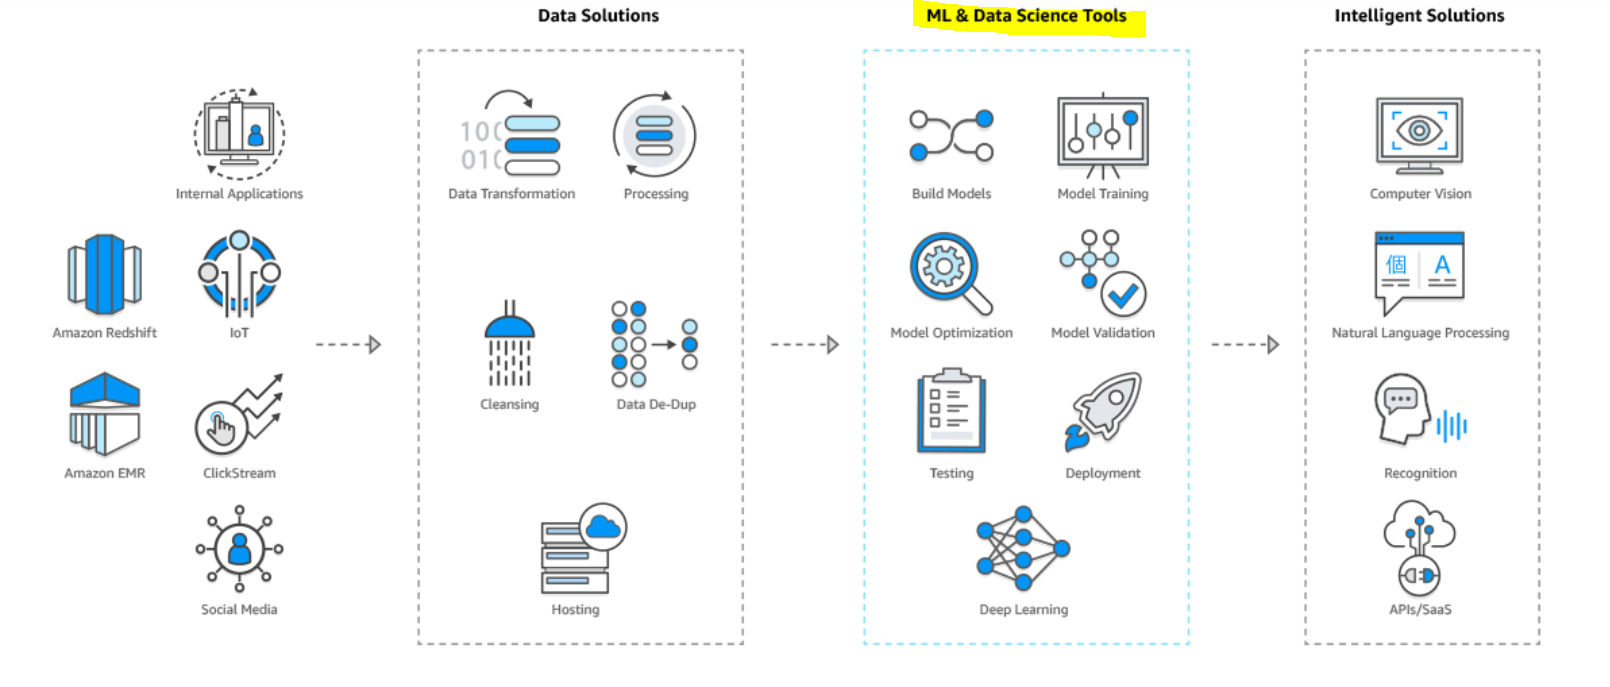 Data Solutions
ML & Data Science Tools
Intelligent Solutions
Internal Applications
Amazon Redshift
IoT
Amazon EMR
ClickStream
Social Media
100
010
Data Transformation
Processing
Cleansing
Data De-Dup
Hosting
Build Models
Model Training
Model Optimization
Model Validation
Testing
Deployment
Deep Learning
Computer Vision
個 A
Natural Language Processing
Recognition
APIs/SaaS